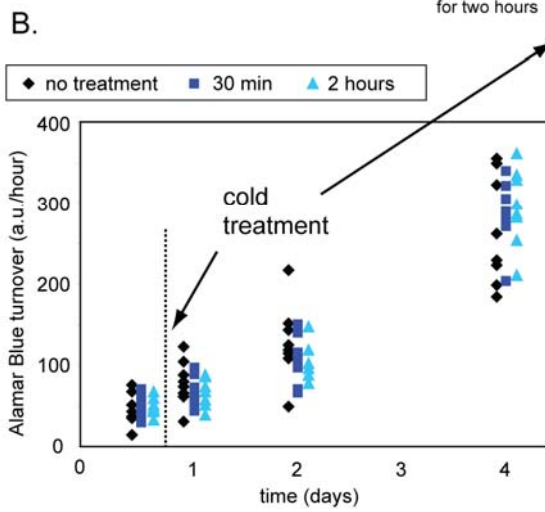 for two hours
B.
no treatment 30 min 2 hours
400
300
200
100
0
Alamar Blue turnover (a.u./hour)
cold
treatment
0 1 2 3 4
time (days)